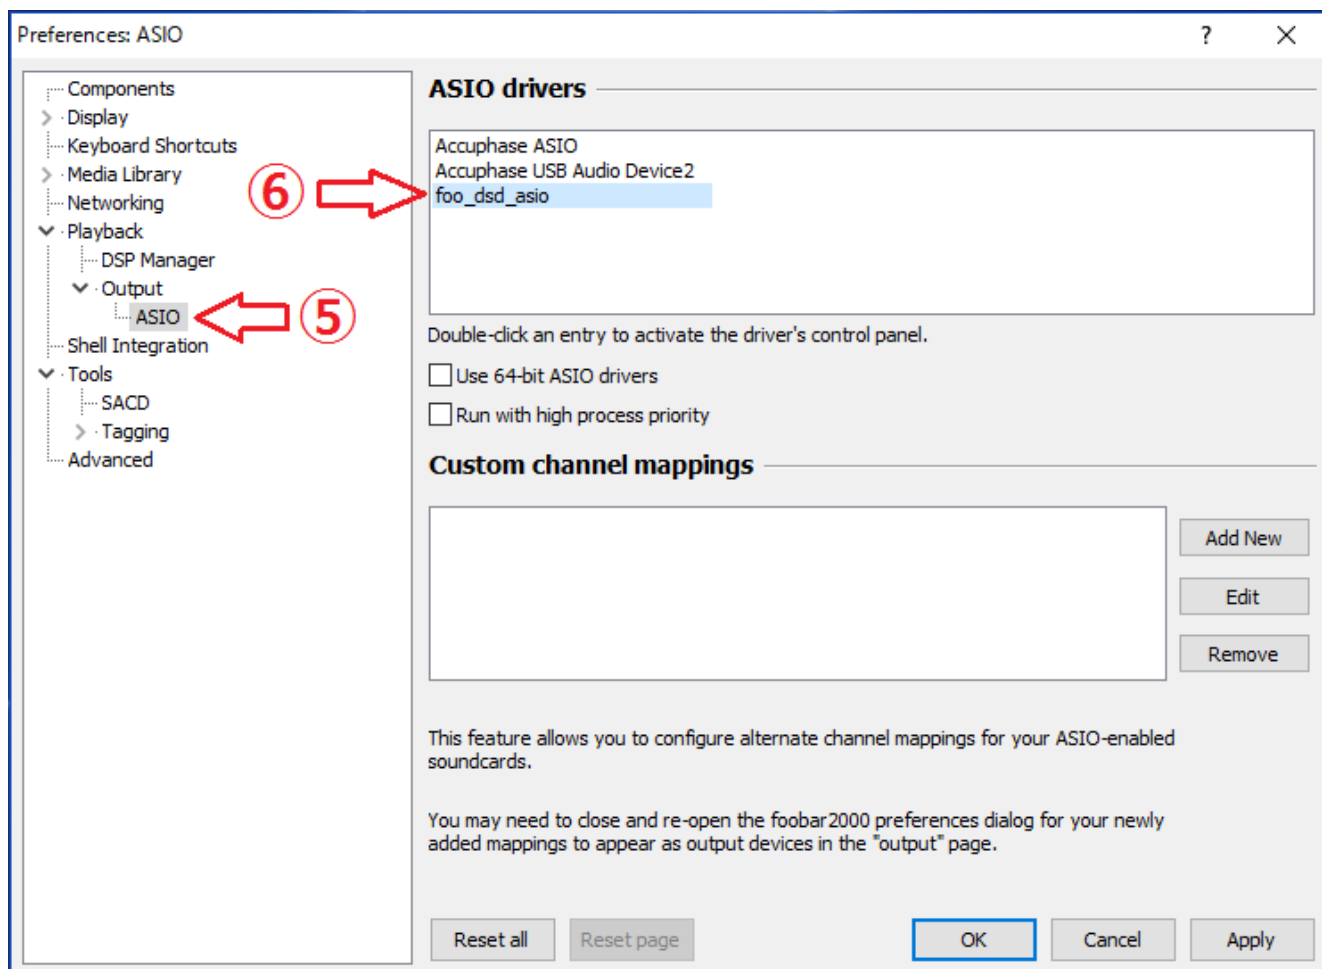 Preferences: ASIO
?
Components
Display
Keyboard Shortcuts
Media Library
Networking
Playback
DSP Manager
Output
ASIO
Shell Integration
Tools
SACD
Tagging
Advanced
⑤
⑥
ASIO drivers
Accuphase ASIO
Accuphase USB Audio Device2
foo_dsd_asio
Double-click an entry to activate the driver's control panel.
Use 64-bit ASIO drivers
Run with high process priority
Custom channel mappings
Add New
Edit
Remove
This feature allows you to configure alternate channel mappings for your ASIO-enabled
soundcards.
You may need to close and re-open the foobar2000 preferences dialog for your newly
added mappings to appear as output devices in the "output" page.
Reset all
Reset page
OK
Cancel
Apply